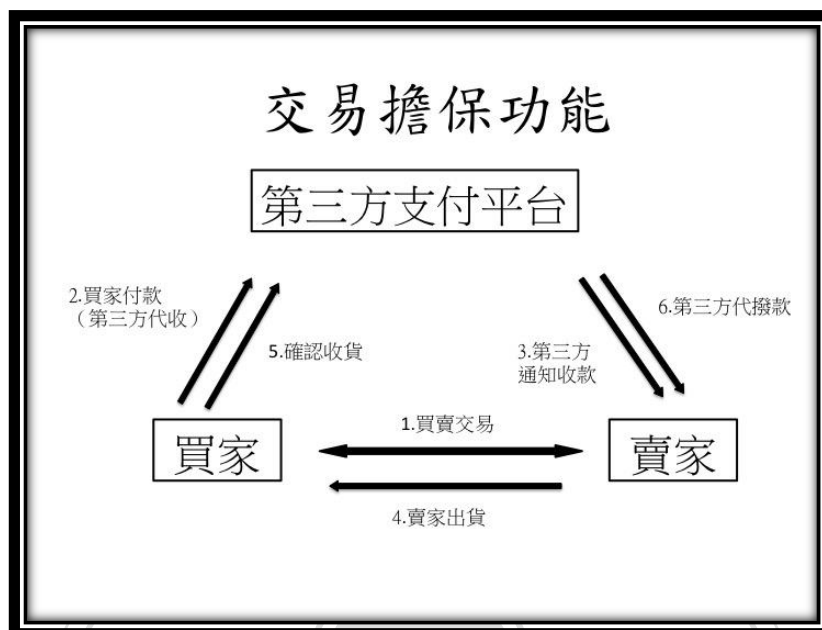 交易擔保功能
第三方支付平台
2.買家付款
（第三方代收）
5.確認收貨
6.第三方代撥款
3.第三方
通知收款
1.買賣交易
買家
賣家
4.賣家出貨